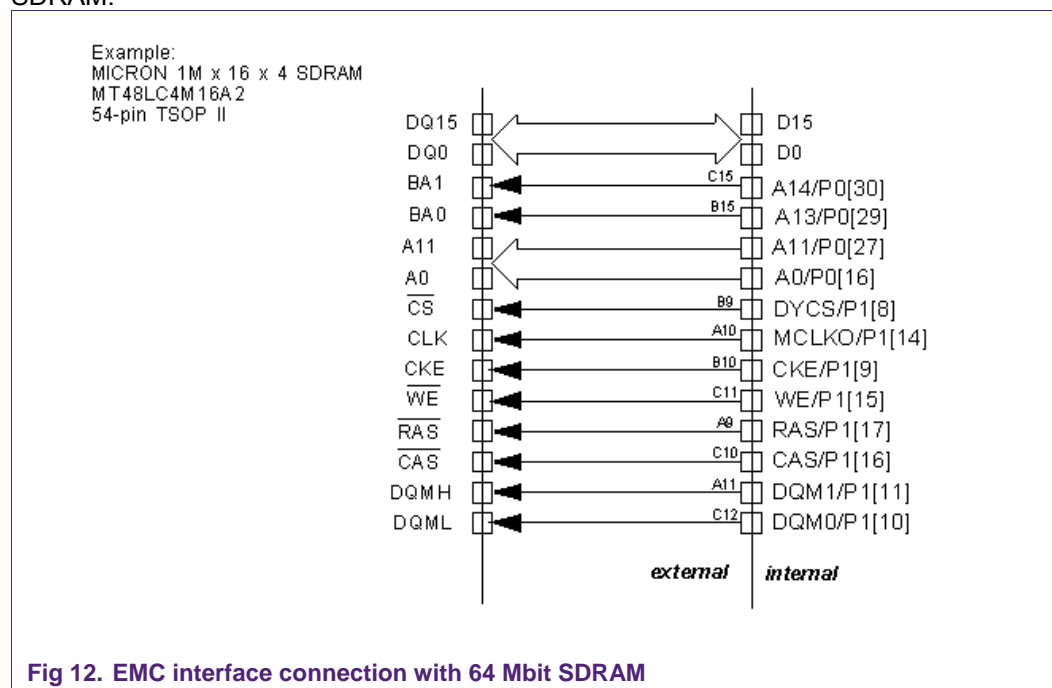 SDRAM.
Example:
MICRON 1M x 16 x 4 SDRAM
MT48LC4M16A2
54-pin TSOP II
DQ15 D15
DQ0 D0
BA1 C15 A14/P0[30]
BA0 B15 A13/P0[29]
A11 A11/P0[27]
A0 A0/P0[16]
CS B9 DYCS/P1[8]
CLK A10 MCLKO/P1[14]
CKE B10 CKE/P1[9]
WE C11 WE/P1[15]
RAS A9 RAS/P1[17]
CAS C10 CAS/P1[16]
DQMH A11 DQM1/P1[11]
DQML C12 DQM0/P1[10]
external internal
Fig 12. EMC interface connection with 64 Mbit SDRAM